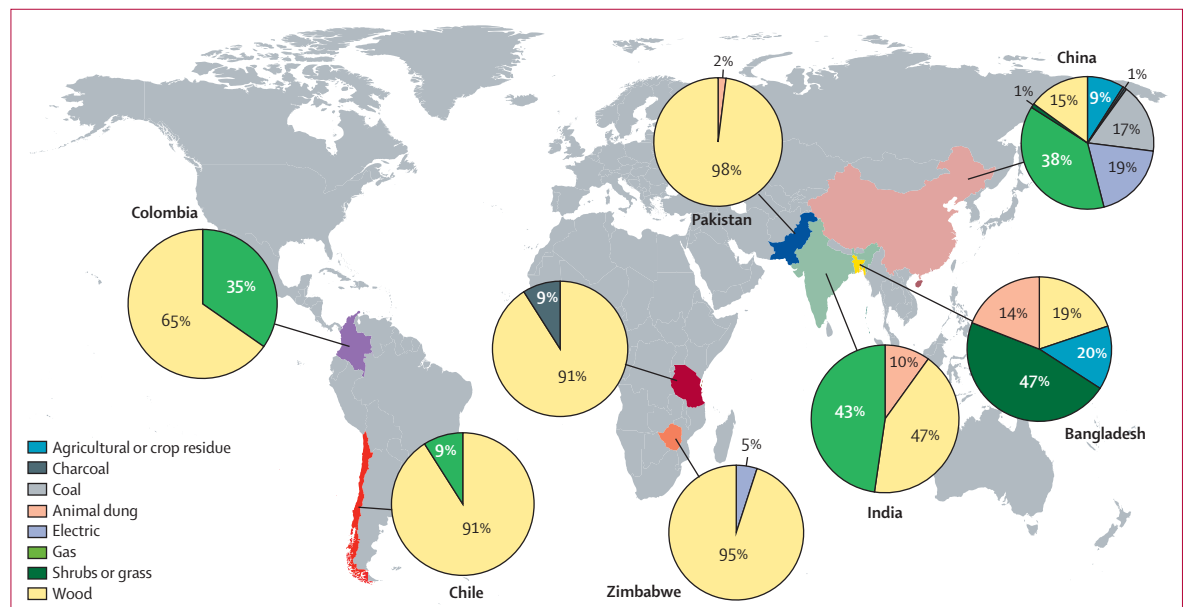 China
1%
9%
17%
19%
38%
1%
15%
2%
98%
Pakistan
Colombia
35%
65%
9%
91%
14%
19%
20%
47%
Bangladesh
10%
47%
43%
India
9%
91%
Chile
5%
95%
Zimbabwe
Agricultural or crop residue
Charcoal
Coal
Animal dung
Electric
Gas
Shrubs or grass
Wood